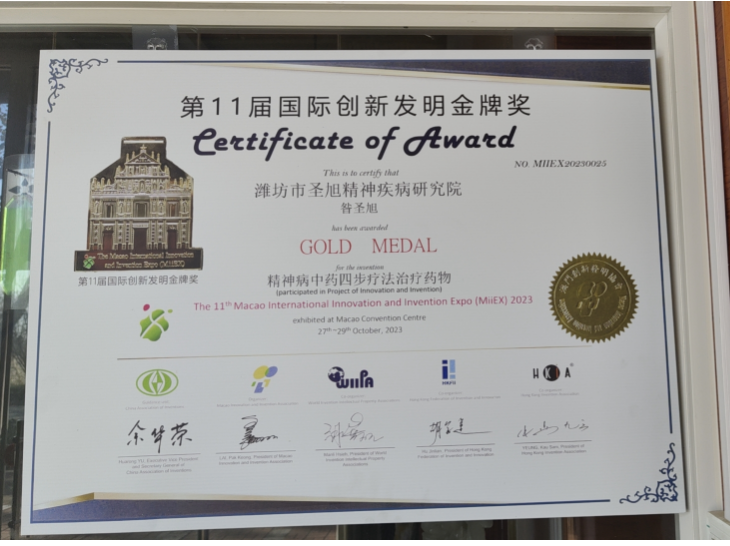 第11届国际创新发明金牌奖
Certificate of Award
NO. MIIEX20230025
This is to certify that
潍坊市圣旭精神疾病研究院
昝圣旭
has been awarded
GOLD MEDAL
for the invention
精神病中药四步疗法治疗药物
(participated in Project of Innovation and Invention)
The 11th Macao International Innovation and Invention Expo (MiiEX) 2023
exhibited at Macao Convention Centre
27th-29th October, 2023
The Macao International Innovation
and Invention Expo (MiiEX)
第11届国际创新发明金牌奖
WIIPA
HKIA
余华荣